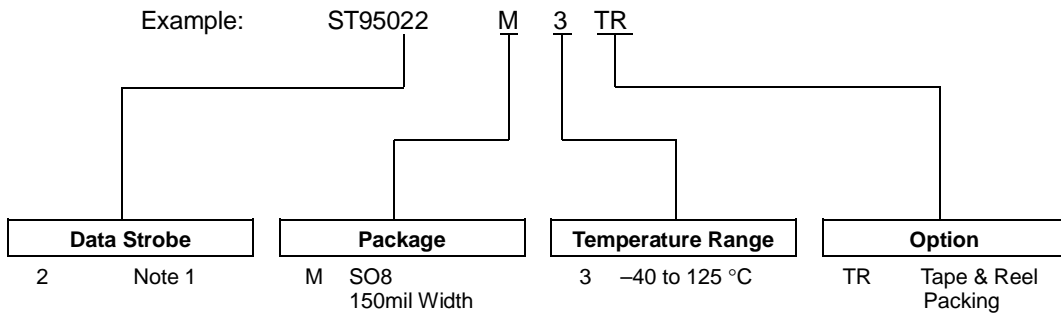 Example: ST95022 M 3 TR
Data Strobe Package Temperature Range Option
2 Note 1 M SO8 3 –40 to 125 °C TR Tape & Reel
150mil Width Packing